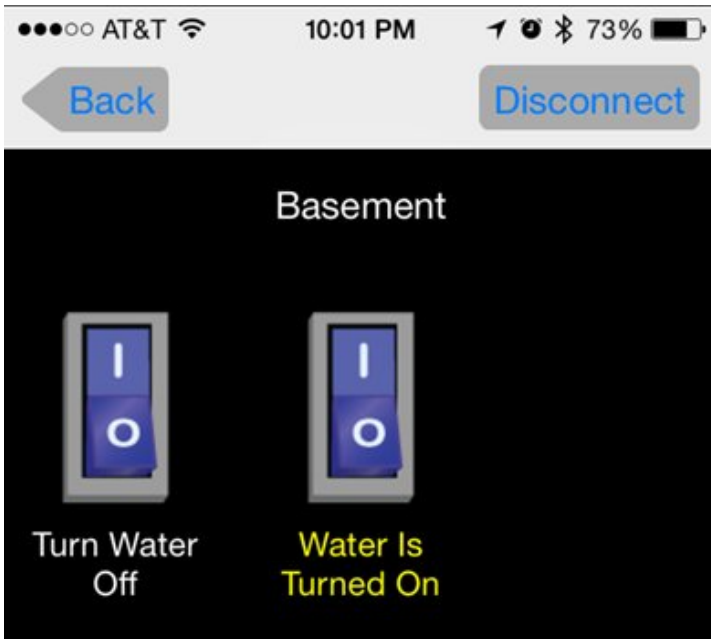 AT&T 10:01 PM 73%
Back Disconnect
Basement
I I
O O
Turn Water Water Is
Off Turned On